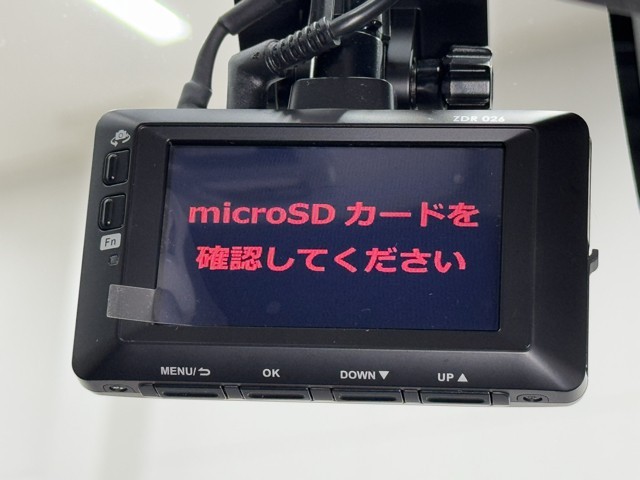 ZDR 026
microSD カードを
確認してください
Fn
MENU/
OK
DOWN ▼
UP ▲